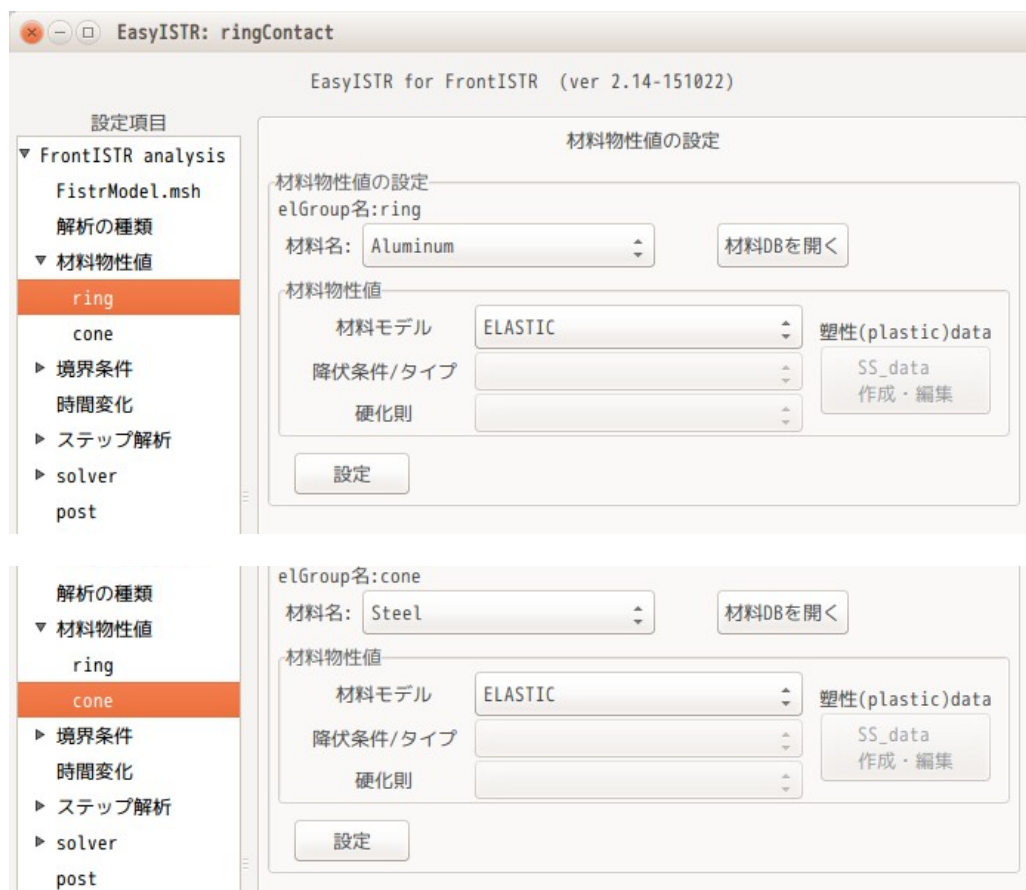 EasyISTR: ringContact
EasyISTR for FrontISTR (ver 2.14-151022)
設定項目
FrontISTR analysis
FistrModel.msh
解析の種類
材料物性値
ring
cone
境界条件
時間変化
ステップ解析
solver
post
材料物性値の設定
材料物性値の設定
elGroup名:ring
材料名: Aluminum 材料DBを開く
材料物性値
材料モデル ELASTIC 塑性(plastic)data
降伏条件/タイプ SS_data
作成・編集
硬化則
設定
解析の種類
材料物性値
ring
cone
境界条件
時間変化
ステップ解析
solver
post
elGroup名:cone
材料名: Steel 材料DBを開く
材料物性値
材料モデル ELASTIC 塑性(plastic)data
降伏条件/タイプ SS_data
作成・編集
硬化則
設定